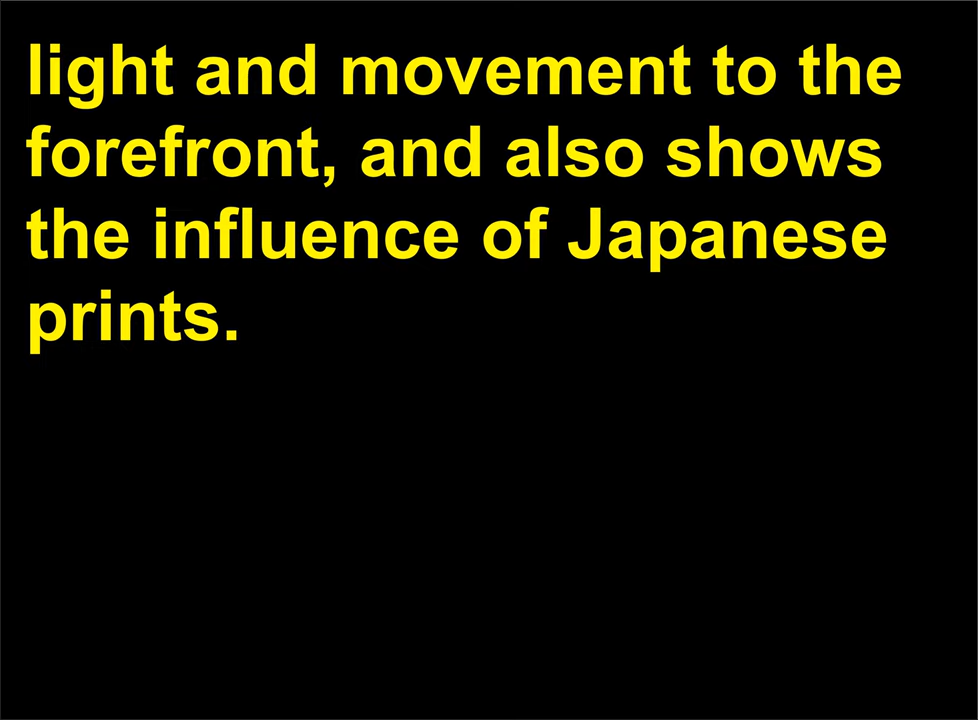 light and movement to the
forefront, and also shows
the influence of Japanese
prints.